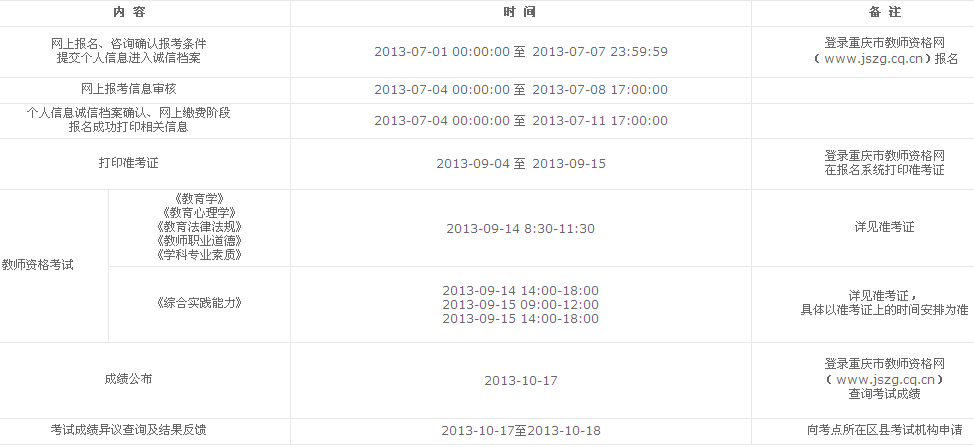 内 容 时 间 备 注
网上报名、咨询确认报考条件
提交个人信息进入诚信档案
2013-07-01 00:00:00 至 2013-07-07 23:59:59
登录重庆市教师资格网
（www.jszg.cq.cn）报名
网上报考信息审核
2013-07-04 00:00:00 至 2013-07-08 17:00:00
个人信息诚信档案确认、网上缴费阶段
报名成功打印相关信息
2013-07-04 00:00:00 至 2013-07-11 17:00:00
打印准考证
2013-09-04 至 2013-09-15
登录重庆市教师资格网
在报名系统打印准考证
教师资格考试
《教育学》
《教育心理学》
《教育法律法规》
《教师职业道德》
《学科专业素质》
2013-09-14 8:30-11:30
详见准考证
《综合实践能力》
2013-09-14 14:00-18:00
2013-09-15 09:00-12:00
2013-09-15 14:00-18:00
详见准考证，
具体以准考证上的时间安排为准
成绩公布
2013-10-17
登录重庆市教师资格网
（www.jszg.cq.cn）
查询考试成绩
考试成绩异议查询及结果反馈
2013-10-17至2013-10-18
向考点所在区县考试机构申请